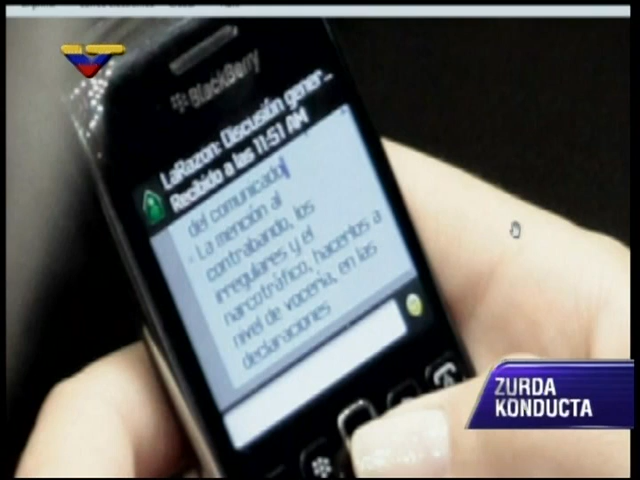 BlackBerry
LaRazon: Discusión gener...
Recibido a las 11:51 AM
del comunicado
- La mención al
contrabando, los
irregulares y el
narcotráfico, hacerlos a
nivel de vocería, en las
declaraciones
ZURDA
KONDUCTA